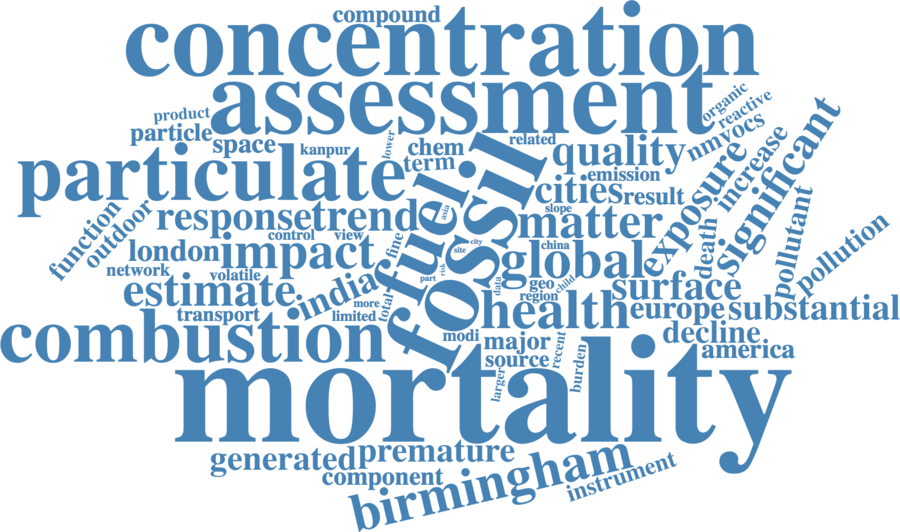 compound
concentration
assessment
organic
reactive
product
particle
space
kanpur
lower
chem
term
related
quality
nmvocs
particulate
emission
cities
result
exposure
increase
significant
function
outdoor
response
trend
fuel
fossil
asia
slope
matter
control
view
fine
city
site
china
london
impact
global
death
pollutant
pollution
network
volatile
part
risk
data
geo
region
child
surface
estimate
india
more
total
limited
transport
health
europe
substantial
combustion
modi
major
source
recent
decline
america
larger
burden
mortality
generated
premature
component
birmingham
instrument